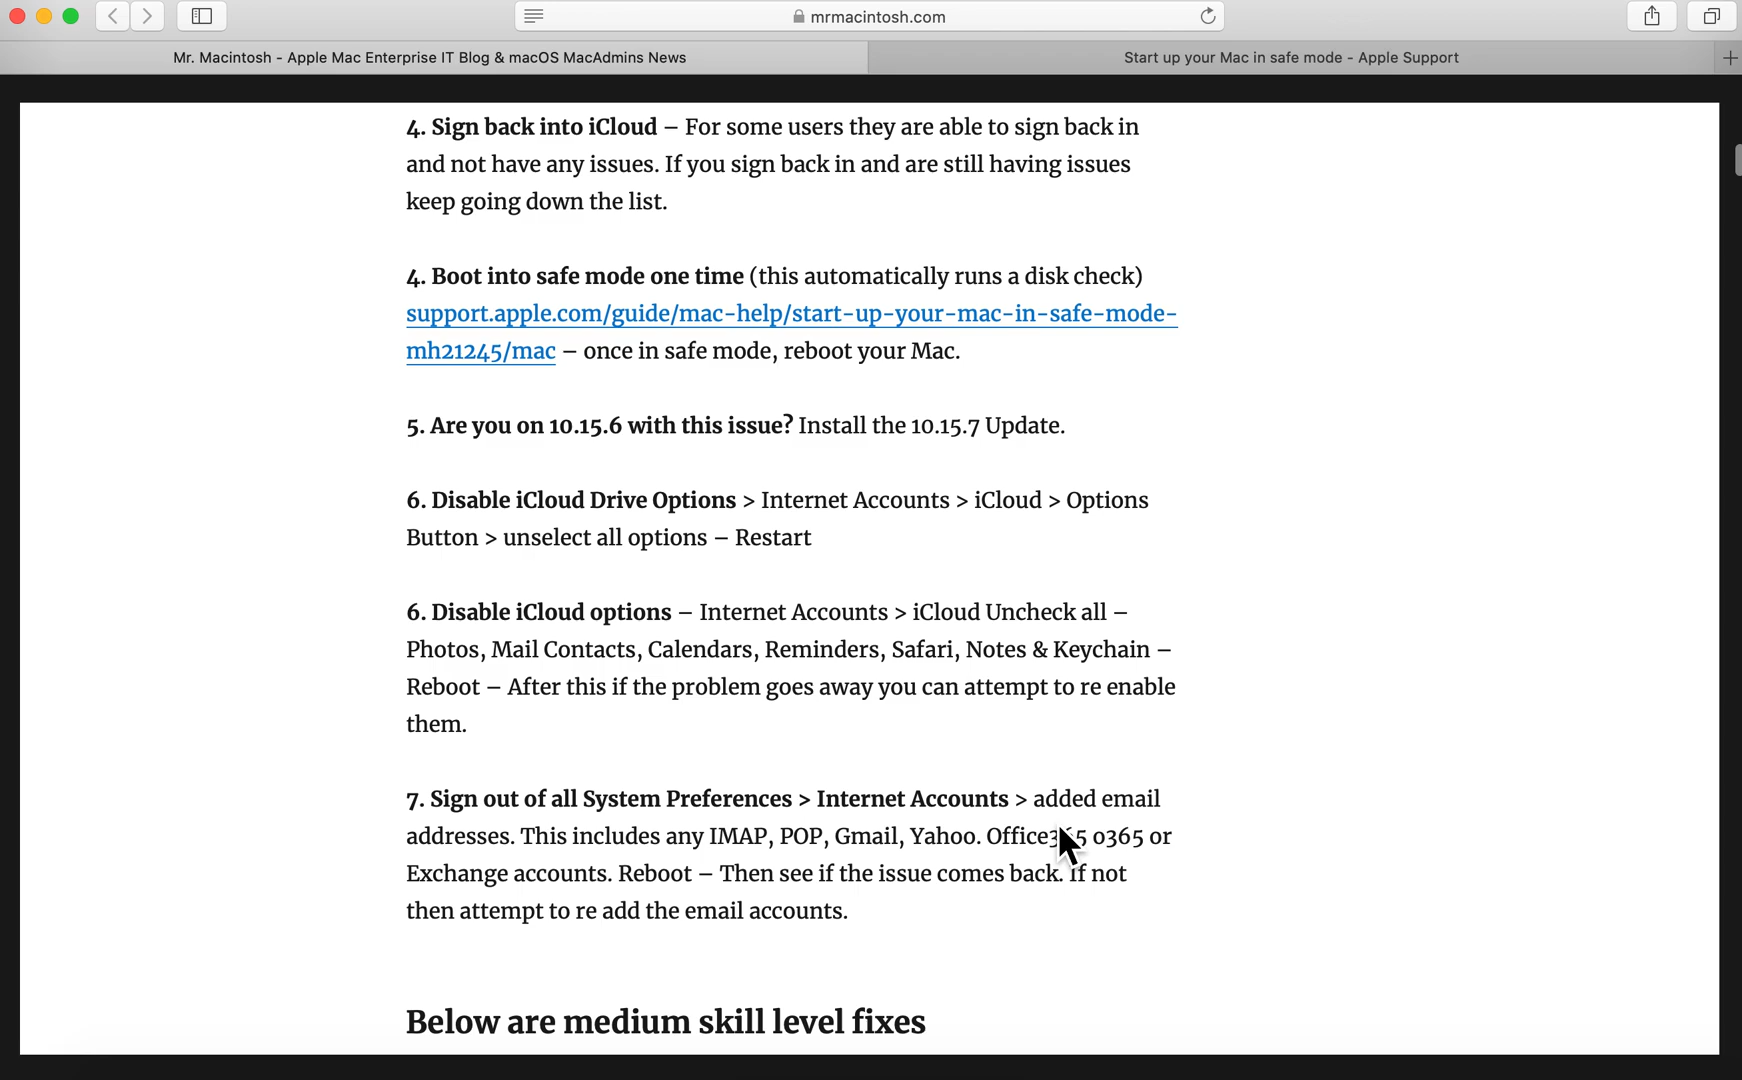 mrmacintosh.com
Mr. Macintosh - Apple Mac Enterprise IT Blog & macOS MacAdmins News
Start up your Mac in safe mode - Apple Support
4. Sign back into iCloud – For some users they are able to sign back in
and not have any issues. If you sign back in and are still having issues
keep going down the list.
4. Boot into safe mode one time (this automatically runs a disk check)
support.apple.com/guide/mac-help/start-up-your-mac-in-safe-mode-
mh21245/mac – once in safe mode, reboot your Mac.
5. Are you on 10.15.6 with this issue? Install the 10.15.7 Update.
6. Disable iCloud Drive Options > Internet Accounts > iCloud > Options
Button > unselect all options – Restart
6. Disable iCloud options – Internet Accounts > iCloud Uncheck all –
Photos, Mail Contacts, Calendars, Reminders, Safari, Notes & Keychain –
Reboot – After this if the problem goes away you can attempt to re enable
them.
7. Sign out of all System Preferences > Internet Accounts > added email
addresses. This includes any IMAP, POP, Gmail, Yahoo. Office365 o365 or
Exchange accounts. Reboot – Then see if the issue comes back. If not
then attempt to re add the email accounts.
Below are medium skill level fixes